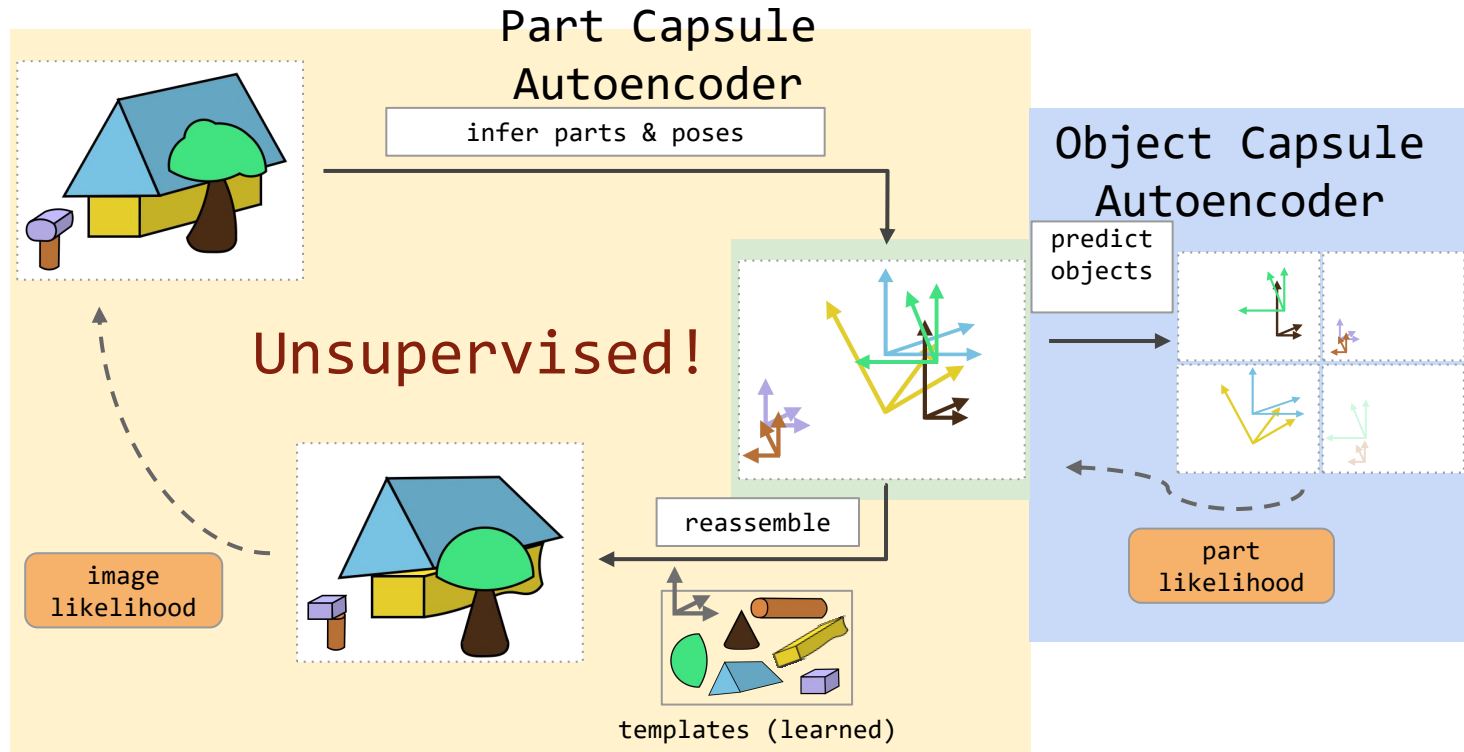 Part Capsule
Autoencoder
infer parts & poses
Object Capsule
Autoencoder
predict
objects
Unsupervised!
reassemble
image
likelihood
part
likelihood
templates (learned)